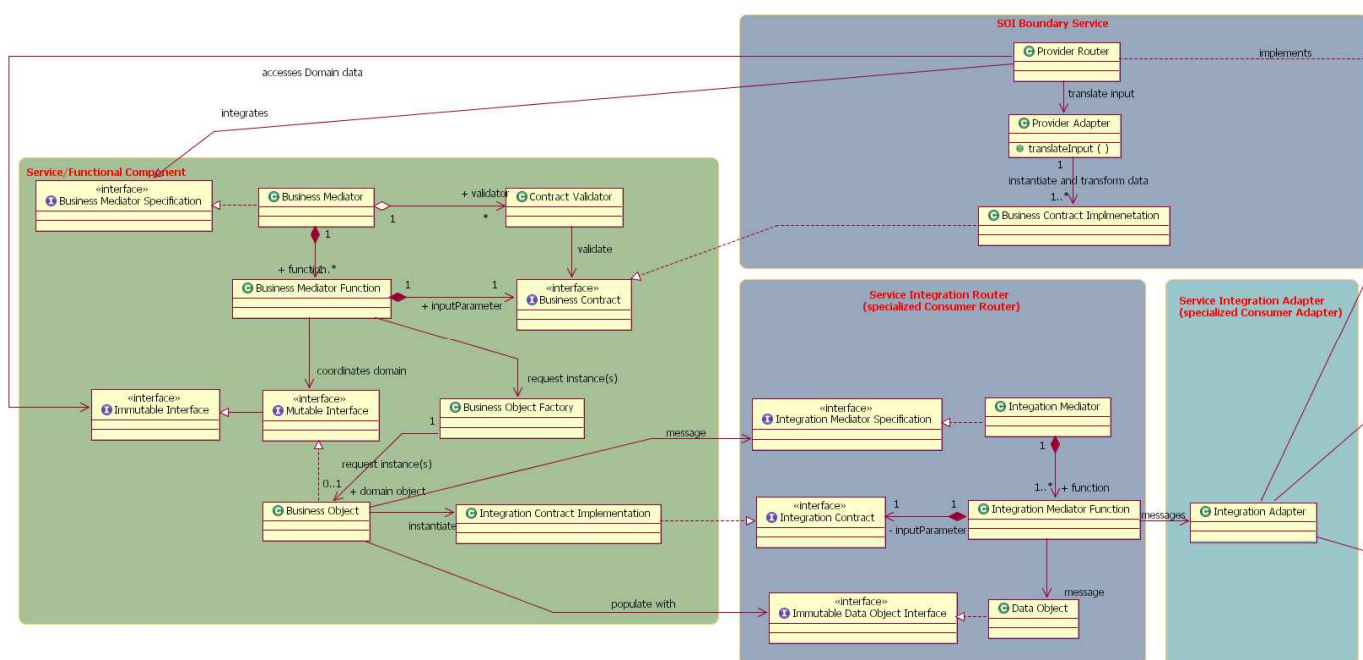 SOI Boundary Service
C Provider Router
implements
accesses Domain data
translate input
integrates
C Provider Adapter
translateInput ( )
1
instantiate and transform data
1..*
C Business Contract Implmenetation
Service/Functional Component
«interface»
I Business Mediator Specification
C Business Mediator
+ validator
C Contract Validator
1
*
1
validate
+ function
1..*
C Business Mediator Function
1
1
+ inputParameter
«interface»
I Business Contract
coordinates domain
request instance(s)
«interface»
I Immutable Interface
«interface»
I Mutable Interface
C Business Object Factory
1
message
request instance(s)
0..1
+ domain object
C Business Object
instantiate
C Integration Contract Implementation
populate with
Service Integration Router
(specialized Consumer Router)
«interface»
I Integration Mediator Specification
C Integation Mediator
1
1..*
+ function
«interface»
I Integration Contract
1
1
- inputParameter
C Integration Mediator Function
messages
message
«interface»
I Immutable Data Object Interface
C Data Object
Service Integration Adapter
(specialized Consumer Adapter)
C Integration Adapter